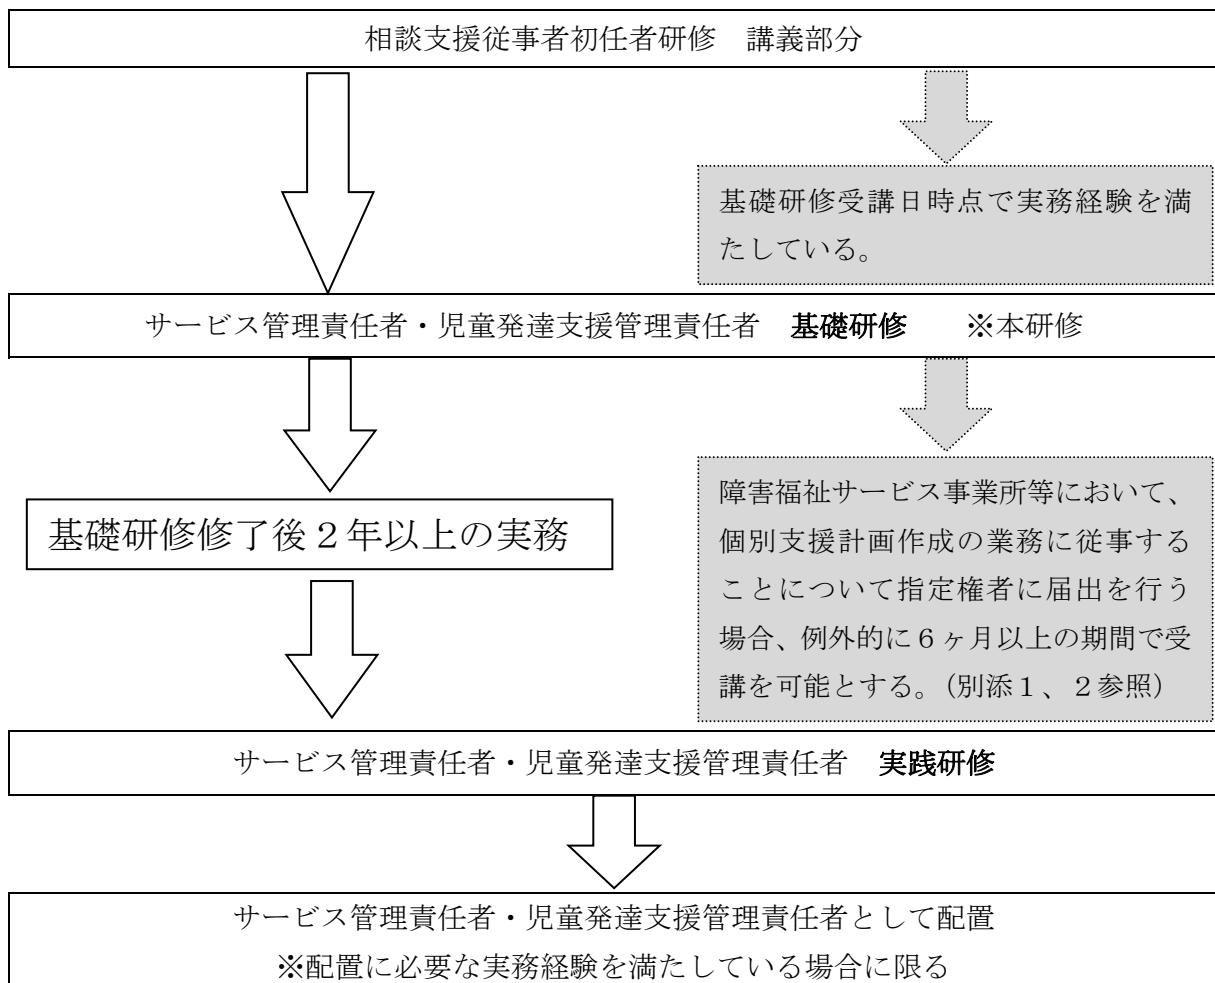 相談支援従事者初任者研修　講義部分
基礎研修受講日時点で実務経験を満
たしている。
サービス管理責任者・児童発達支援管理責任者　基礎研修　　※本研修
基礎研修修了後２年以上の実務
障害福祉サービス事業所等において、
個別支援計画作成の業務に従事する
ことについて指定権者に届出を行う
場合、例外的に６ヶ月以上の期間で受
講を可能とする。（別添１、２参照）
サービス管理責任者・児童発達支援管理責任者　実践研修
サービス管理責任者・児童発達支援管理責任者として配置
※配置に必要な実務経験を満たしている場合に限る